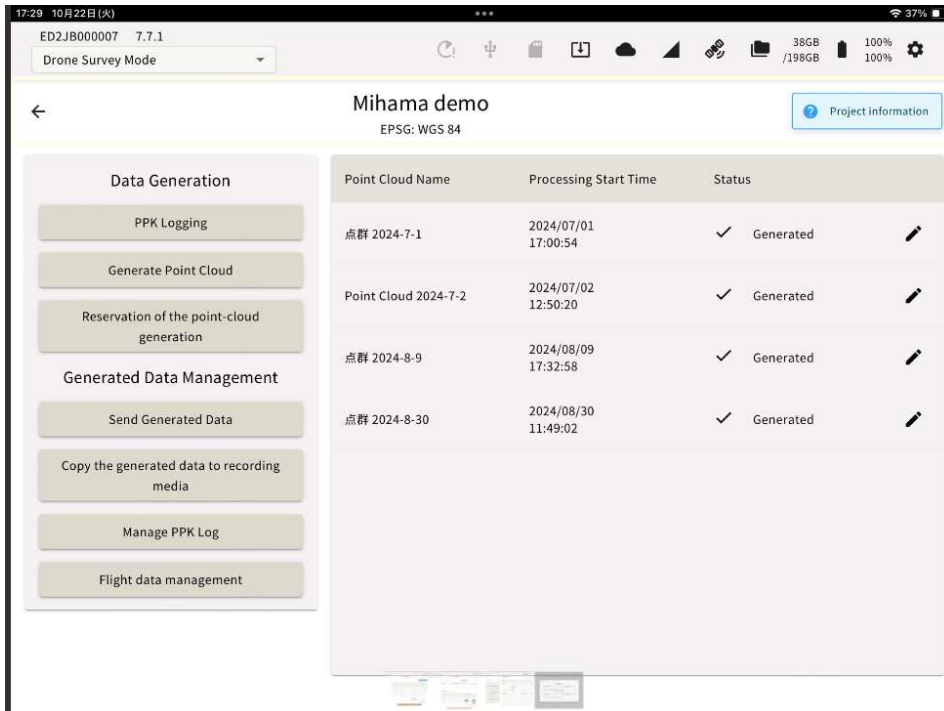 17:29 10月22日(火)
37%
ED2JB000007 7.7.1
Drone Survey Mode
38GB
/198GB
100%
100%
Mihama demo
EPSG: WGS 84
Project information
Data Generation
PPK Logging
Generate Point Cloud
Reservation of the point-cloud
generation
Generated Data Management
Send Generated Data
Copy the generated data to recording
media
Manage PPK Log
Flight data management
Point Cloud Name Processing Start Time Status
点群 2024-7-1 2024/07/01
17:00:54 Generated
Point Cloud 2024-7-2 2024/07/02
12:50:20 Generated
点群 2024-8-9 2024/08/09
17:32:58 Generated
点群 2024-8-30 2024/08/30
11:49:02 Generated